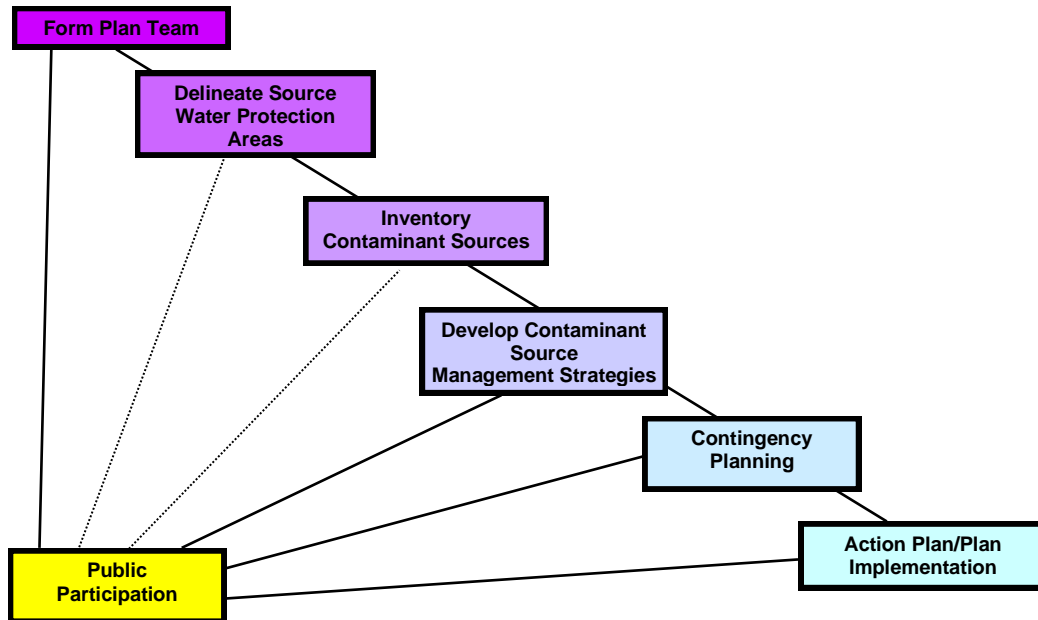 Form Plan Team
Delineate Source
Water Protection
Areas
Inventory
Contaminant Sources
Develop Contaminant
Source
Management Strategies
Contingency
Planning
Action Plan/Plan
Implementation
Public
Participation